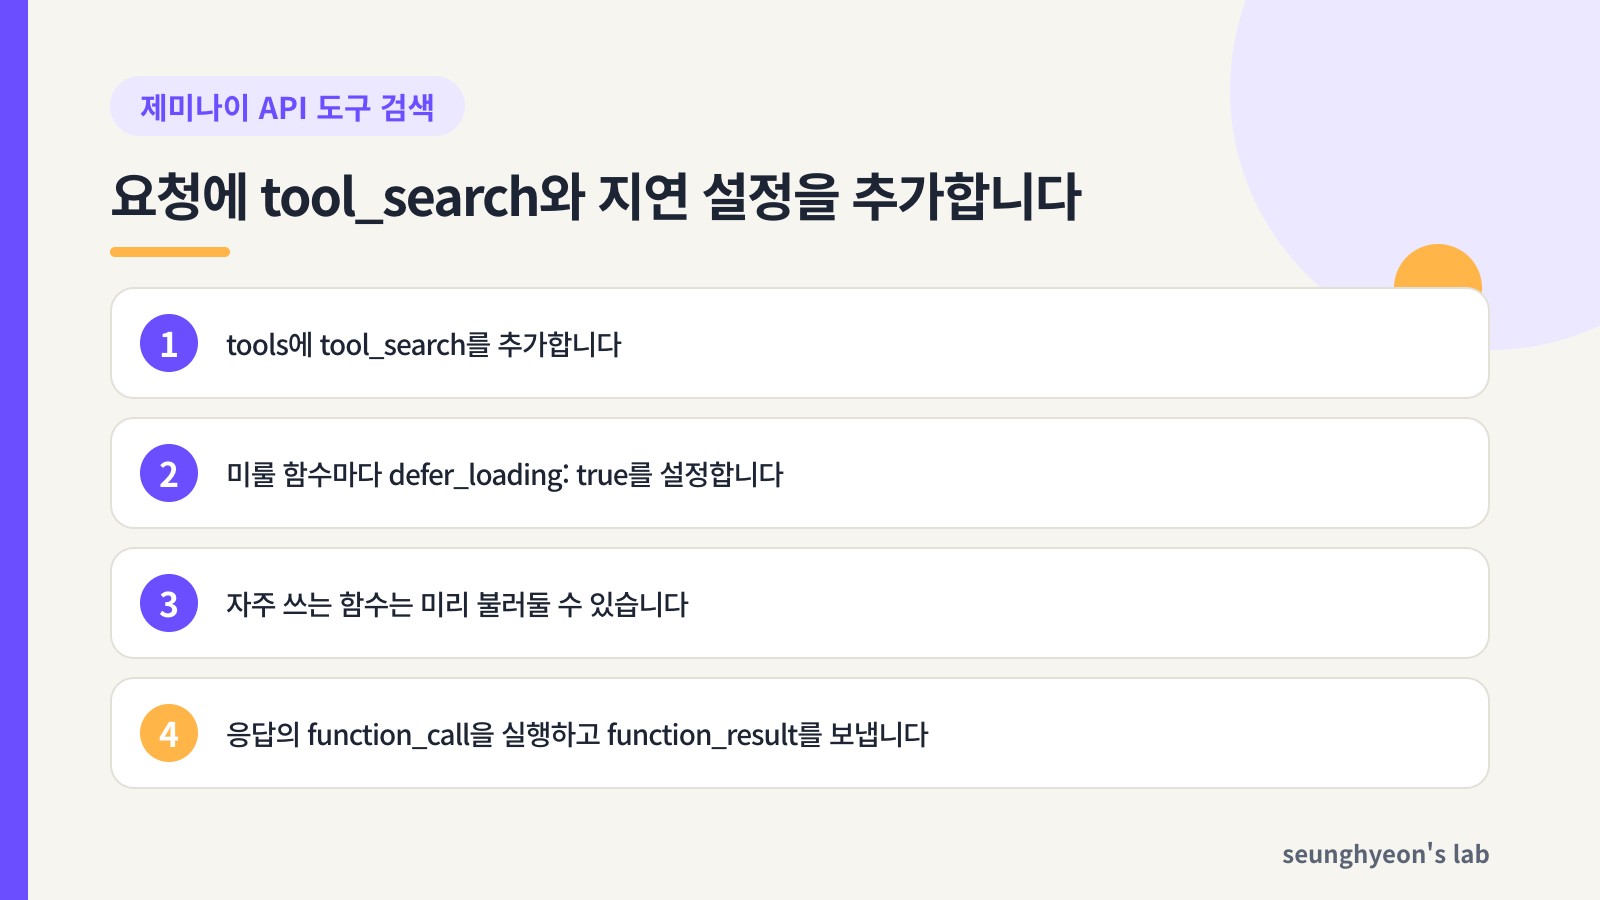 제미나이 API 도구 검색
요청에 tool_search와 지연 설정을 추가합니다
1 tools에 tool_search를 추가합니다
2 미룰 함수마다 defer_loading: true를 설정합니다
3 자주 쓰는 함수는 미리 불러둘 수 있습니다
4 응답의 function_call을 실행하고 function_result를 보냅니다
seunghyeon's lab